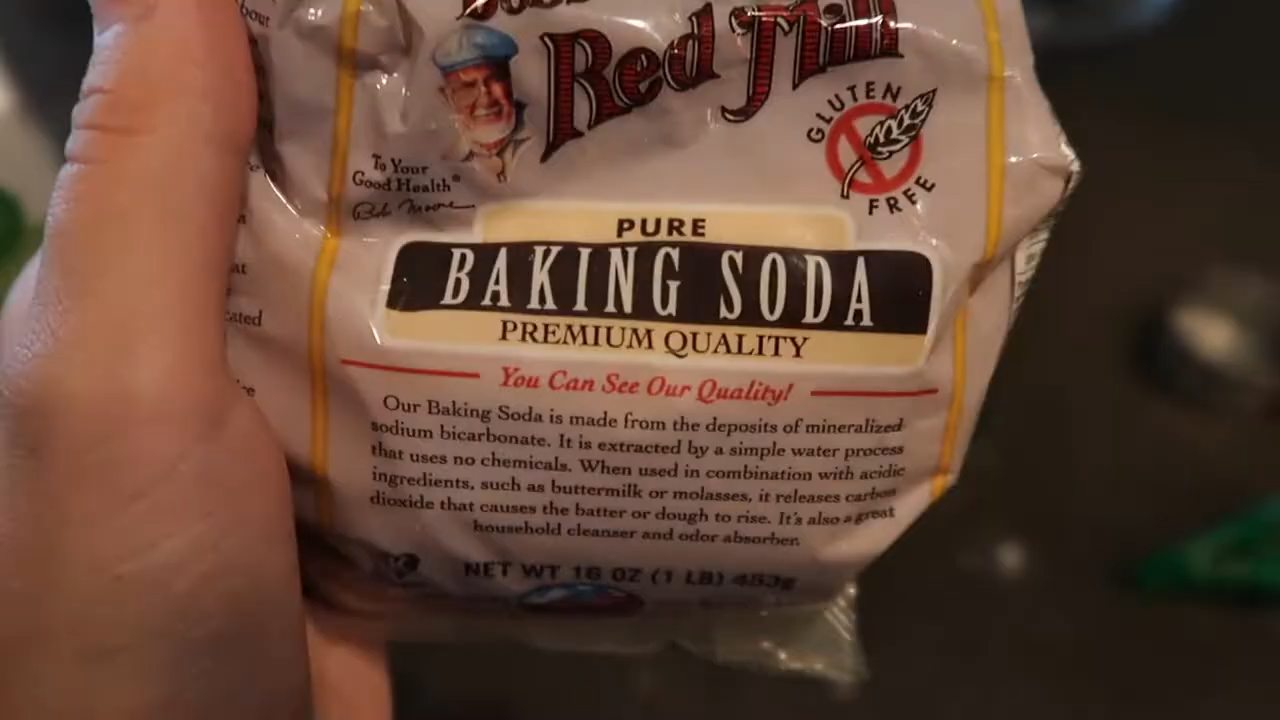 Red Mill
GLUTEN
FREE
To Your
Good Health®
Bob Moore
PURE
BAKING SODA
PREMIUM QUALITY
You Can See Our Quality!
Our Baking Soda is made from the deposits of mineralized
sodium bicarbonate. It is extracted by a simple water process
that uses no chemicals. When used in combination with acidic
ingredients, such as buttermilk or molasses, it releases carbon
dioxide that causes the batter or dough to rise. It's also a great
household cleanser and odor absorber.
NET WT 16 OZ (1 LB) 453g